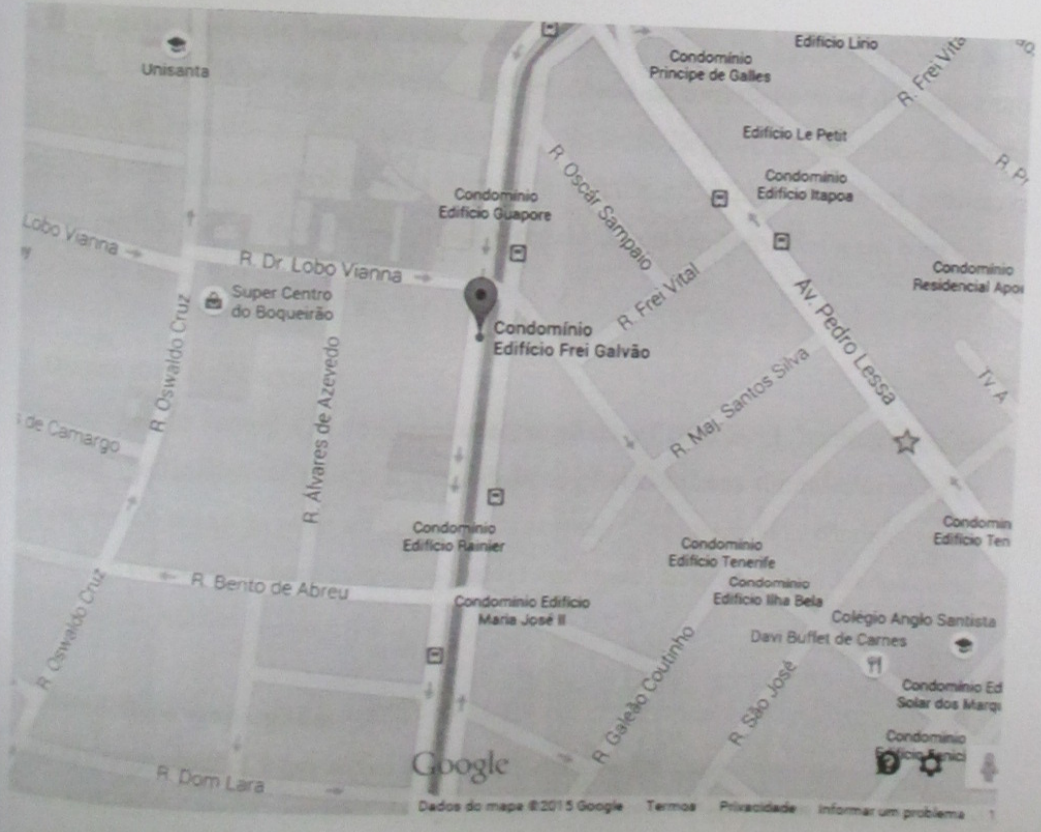 Unisanta
Edifício Lírio
Condomínio
Principe de Galles
R. Frei Vital
Edifício Le Petit
R. Oscar Sampaio
Condomínio
Edifício Itapoa
Condomínio
Edifício Guapore
Lobo Vianna
R. Dr. Lobo Vianna
Super Centro
do Boqueirão
R. Frei Vital
Condomínio
Residencial Apo
Av. Pedro Lessa
Condomínio
Edifício Frei Galvão
R. Oswaldo Cruz
R. Álvares de Azevedo
R. Maj. Santos Silva
Tv. A
de Camargo
Condomínio
Edifício Rainier
Condomin
Edifício Ten
Condomínio
Edifício Tenerife
R. Bento de Abreu
Condomínio
Edifício Ilha Bela
Condomínio Edifício
Maria José II
Colégio Anglo Santista
Davi Buffet de Carnes
R. Oswaldo Cruz
R. Galeão Coutinho
R. São José
Condomínio Ed
Solar dos Marqu
Condomínio
Google
R. Dom Lara
Dados do mapa ©2015 Google Termos Privacidade Informar um problema